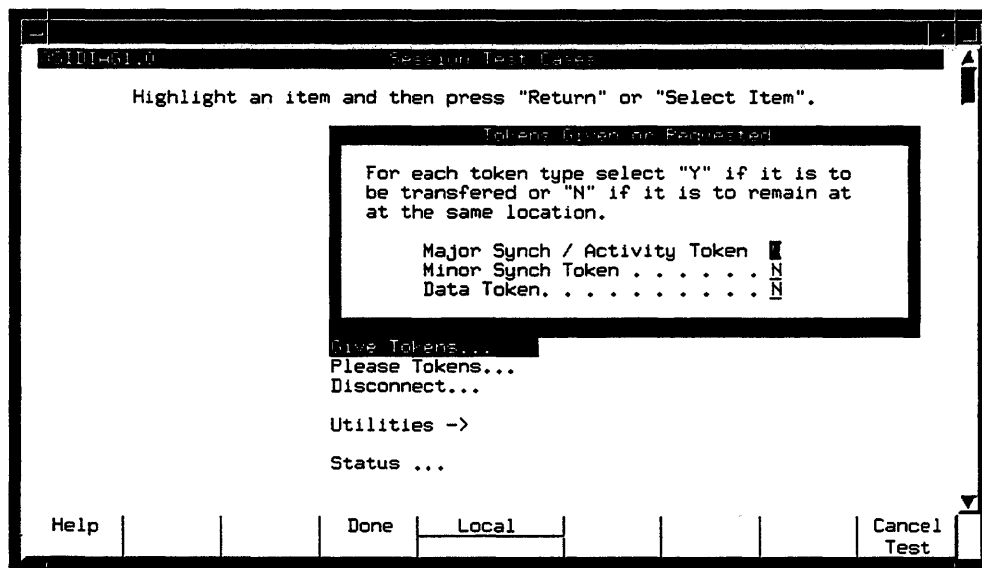 OSIDIAG1.0 Session Test Cases
Highlight an item and then press "Return" or "Select Item".
Tokens Given or Requested
For each token type select "Y" if it is to
be transfered or "N" if it is to remain at
at the same location.
Major Synch / Activity Token
Minor Synch Token . . . . . . N
Data Token. . . . . . . . . . N
Give Tokens...
Please Tokens...
Disconnect...
Utilities ->
Status ...
Help Done Local Cancel
Test